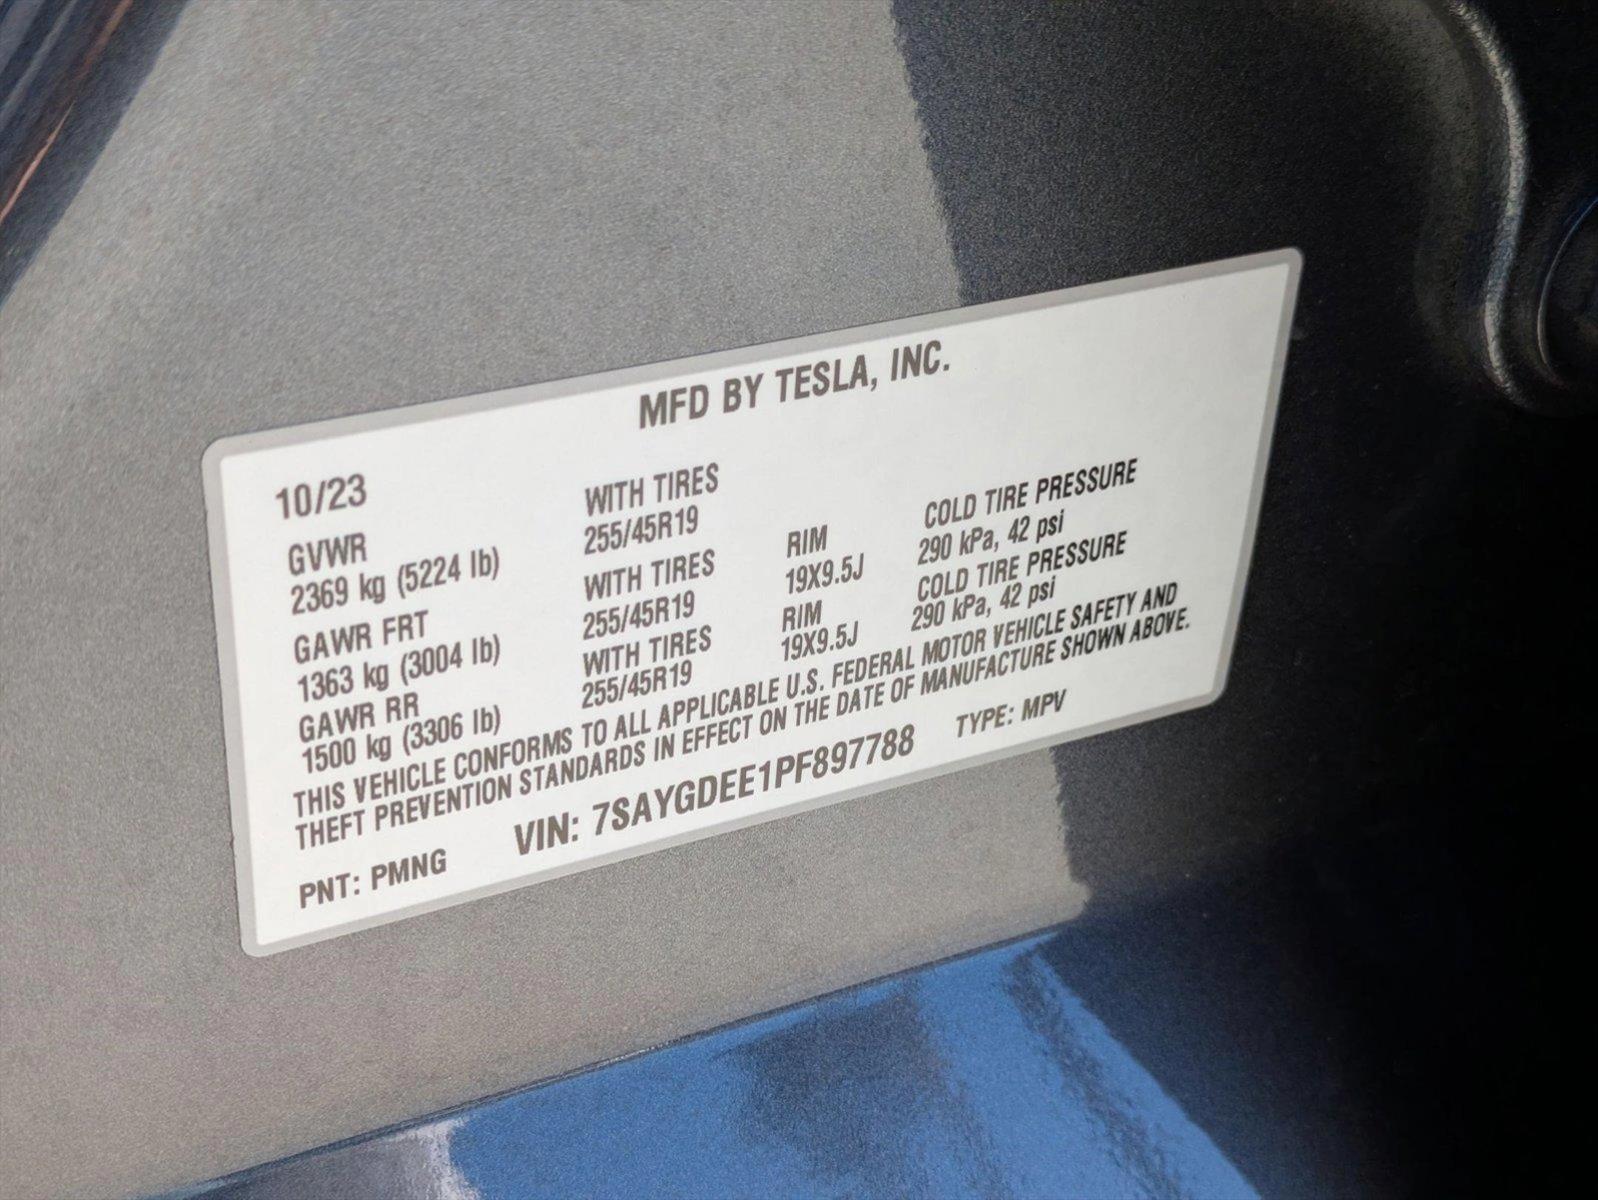 MFD BY TESLA, INC.
10/23
GVWR WITH TIRES
2369 kg (5224 lb) 255/45R19
GAWR FRT WITH TIRES RIM COLD TIRE PRESSURE
1363 kg (3004 lb) 255/45R19 19X9.5J 290 kPa, 42 psi
GAWR RR WITH TIRES RIM COLD TIRE PRESSURE
1500 kg (3306 lb) 255/45R19 19X9.5J 290 kPa, 42 psi
THIS VEHICLE CONFORMS TO ALL APPLICABLE U.S. FEDERAL MOTOR VEHICLE SAFETY AND
THEFT PREVENTION STANDARDS IN EFFECT ON THE DATE OF MANUFACTURE SHOWN ABOVE.
PNT: PMNG VIN: 7SAYGDEE1PF897788 TYPE: MPV